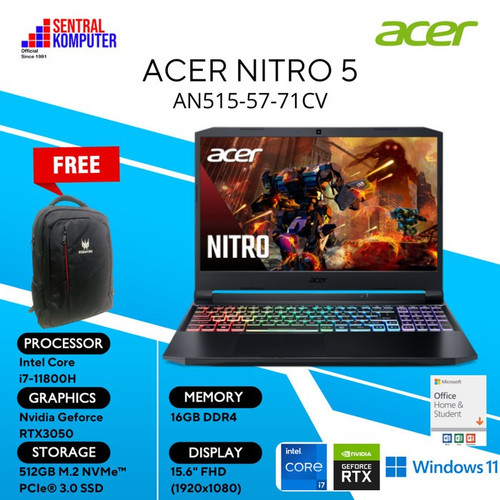 SENTRAL
KOMPUTER
Official
Since 1991
acer
ACER NITRO 5
AN515-57-71CV
FREE
PREDATOR
acer
NITRO
acer
PROCESSOR
Intel Core
i7-11800H
GRAPHICS
Nvidia Geforce
RTX3050
STORAGE
512GB M.2 NVMe™
PCIe® 3.0 SSD
MEMORY
16GB DDR4
DISPLAY
15.6" FHD
(1920x1080)
Microsoft
Office
Home &
Student
intel
CORE
i7
NVIDIA
GEFORCE
RTX
Windows 11